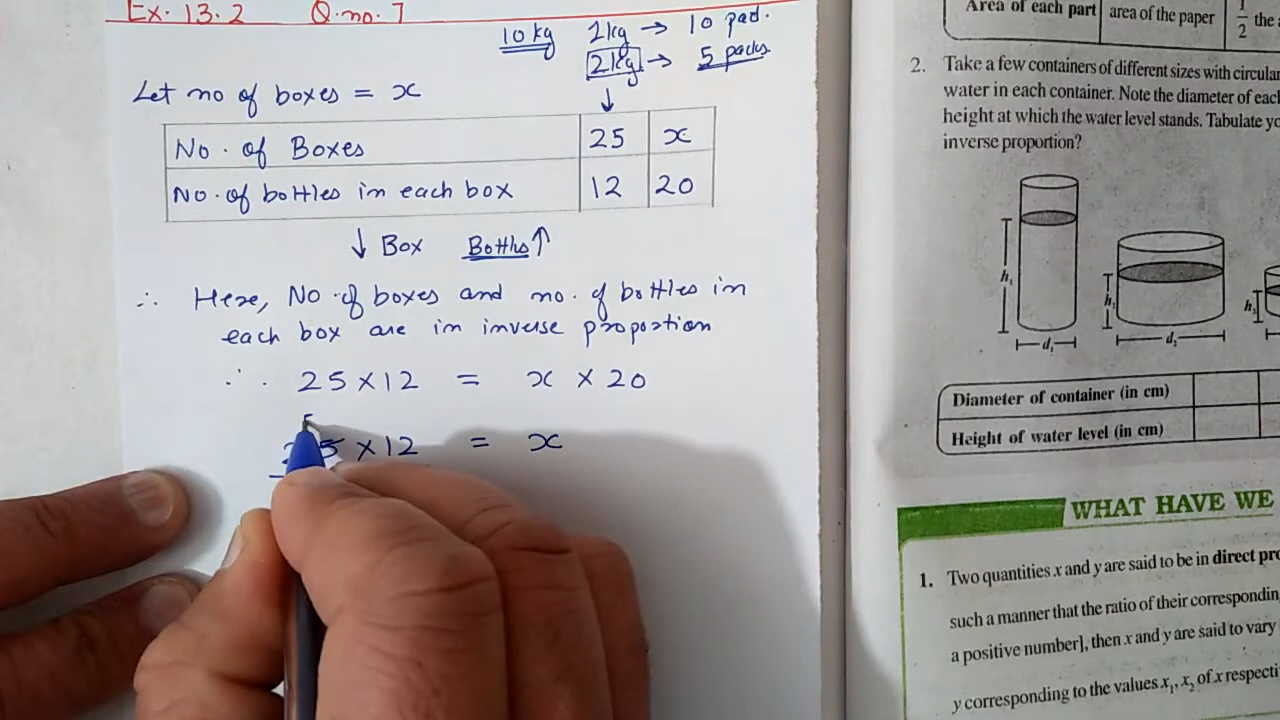 Ex. 13.2 Q.no. 7
10 kg 2kg → 10 pad.
2kg → 5 packs
Let no of boxes = x
No. of Boxes 25 x
No. of bottles in each box 12 20
↓ Box Bottles ↑
∴ Here, No. of boxes and no. of bottles in
each box are in inverse proportion
∴ 25 × 12 = x × 20
5
25 × 12 = x
Area of each part area of the paper 1/2 the
2. Take a few containers of different sizes with circular
water in each container. Note the diameter of each
height at which the water level stands. Tabulate yo
inverse proportion?
h₁ d₁ h d₂ h₃
Diameter of container (in cm)
Height of water level (in cm)
WHAT HAVE WE
1. Two quantities x and y are said to be in direct pro
such a manner that the ratio of their correspondin
a positive number], then x and y are said to vary
y corresponding to the values x₁, x₂ of x respecti